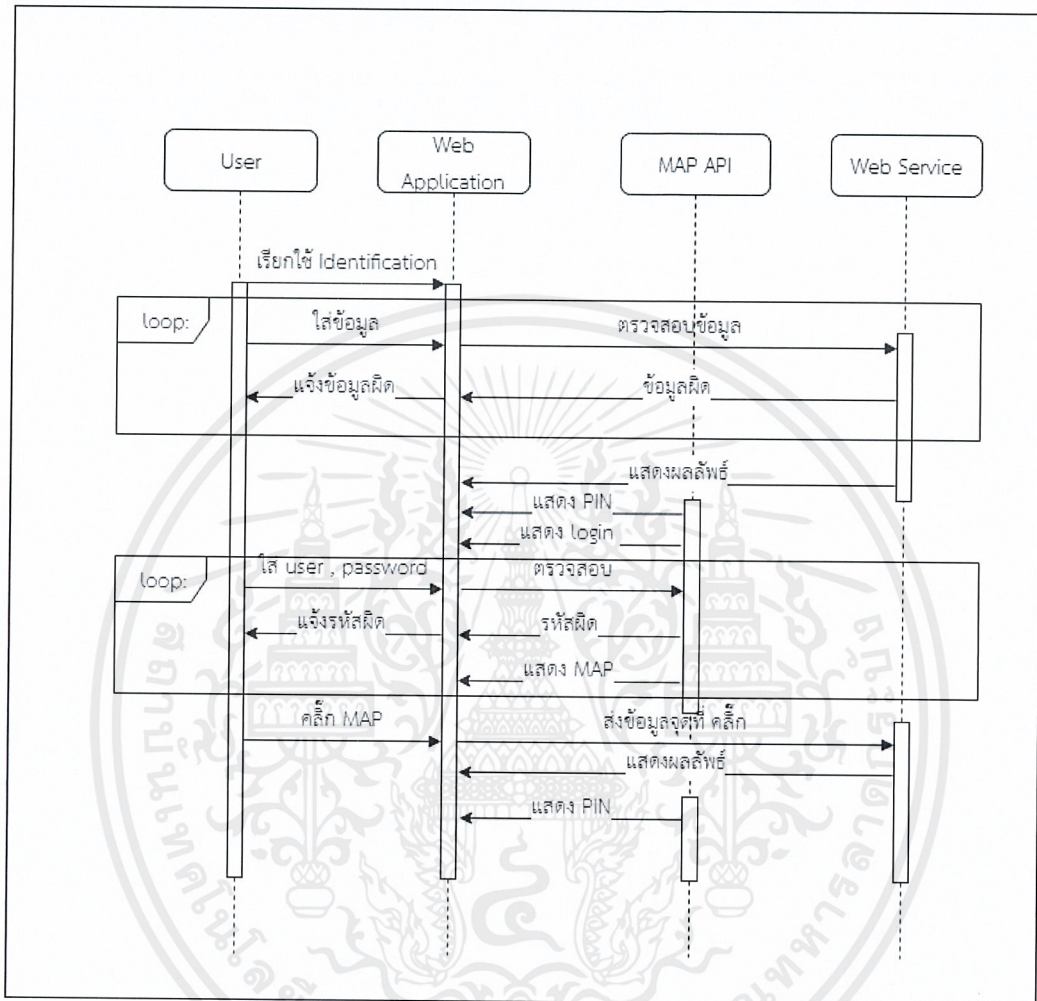 User
Web
Application
MAP API
Web Service
เรียกใช้ Identification
loop:
ใส่ข้อมูล
ตรวจสอบข้อมูล
แจ้งข้อมูลผิด
ข้อมูลผิด
แสดงผลลัพธ์
แสดง PIN
แสดง login
loop:
ใส่ user , password
ตรวจสอบ
แจ้งรหัสผิด
รหัสผิด
แสดง MAP
คลิ๊ก MAP
ส่งข้อมูลจุดที่ คลิ๊ก
แสดงผลลัพธ์
แสดง PIN